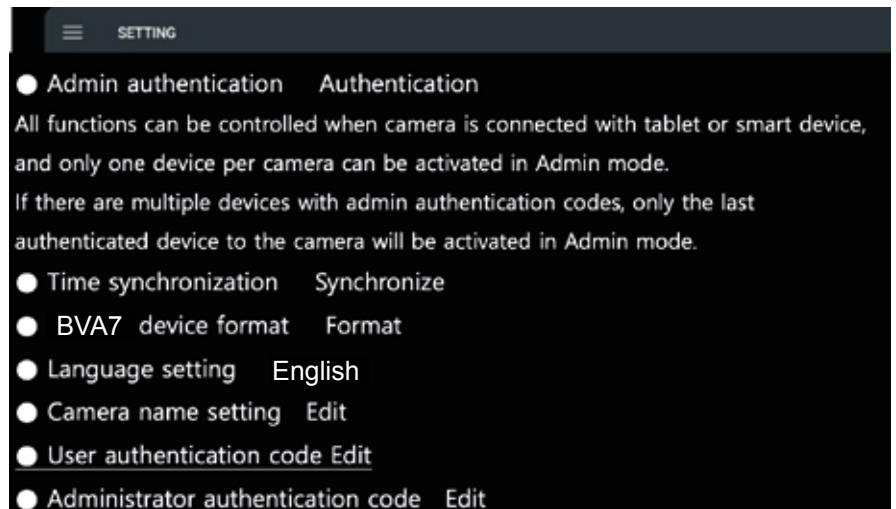 SETTING
Admin authentication Authentication
All functions can be controlled when camera is connected with tablet or smart device,
and only one device per camera can be activated in Admin mode.
If there are multiple devices with admin authentication codes, only the last
authenticated device to the camera will be activated in Admin mode.
Time synchronization Synchronize
BVA7 device format Format
Language setting English
Camera name setting Edit
User authentication code Edit
Administrator authentication code Edit